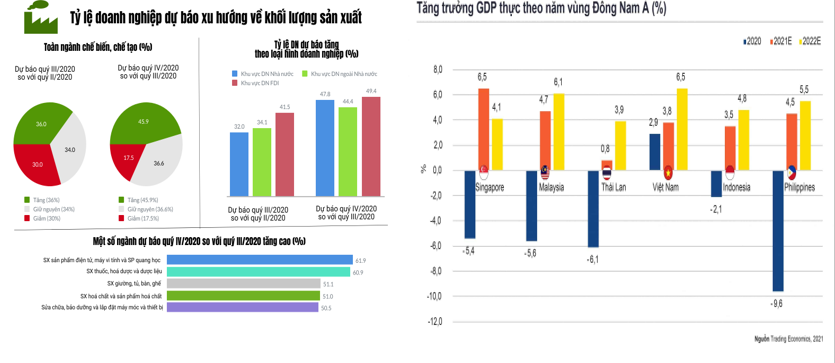 Tỷ lệ doanh nghiệp dự báo xu hướng về khối lượng sản xuất
Toàn ngành chế biến, chế tạo (%)
Dự báo quý III/2020
so với quý II/2020
Dự báo quý IV/2020
so với quý III/2020
36.0
34.0
30.0
45.9
36.6
17.5
Tăng (36%)
Giữ nguyên (34%)
Giảm (30%)
Tăng (45.9%)
Giữ nguyên (36.6%)
Giảm (17.5%)
Tỷ lệ DN dự báo tăng
theo loại hình doanh nghiệp (%)
Khu vực DN Nhà nước
Khu vực DN ngoài Nhà nước
Khu vực DN FDI
32.0
34.1
41.5
47.8
44.4
49.4
Dự báo quý III/2020
so với quý II/2020
Dự báo quý IV/2020
so với quý III/2020
Một số ngành dự báo quý IV/2020 so với quý III/2020 tăng cao (%)
SX sản phẩm điện tử, máy vi tính và SP quang học 61.9
SX thuốc, hoá dược và dược liệu 60.9
SX giường, tủ, bàn, ghế 51.1
SX hoá chất và sản phẩm hoá chất 51.0
Sửa chữa, bảo dưỡng và lắp đặt máy móc và thiết bị 50.5
Tăng trưởng GDP thực theo năm vùng Đông Nam Á (%)
2020 2021E 2022E
%
8,0
6,0
4,0
2,0
0,0
-2,0
-4,0
-6,0
-8,0
-10,0
-12,0
-5,4
6,5
4,1
Singapore
-5,6
4,7
6,1
Malaysia
-6,1
0,8
3,9
Thái Lan
2,9
3,8
6,5
Việt Nam
-2,1
3,5
4,8
Indonesia
-9,6
4,5
5,5
Philippines
Nguồn Trading Economics, 2021